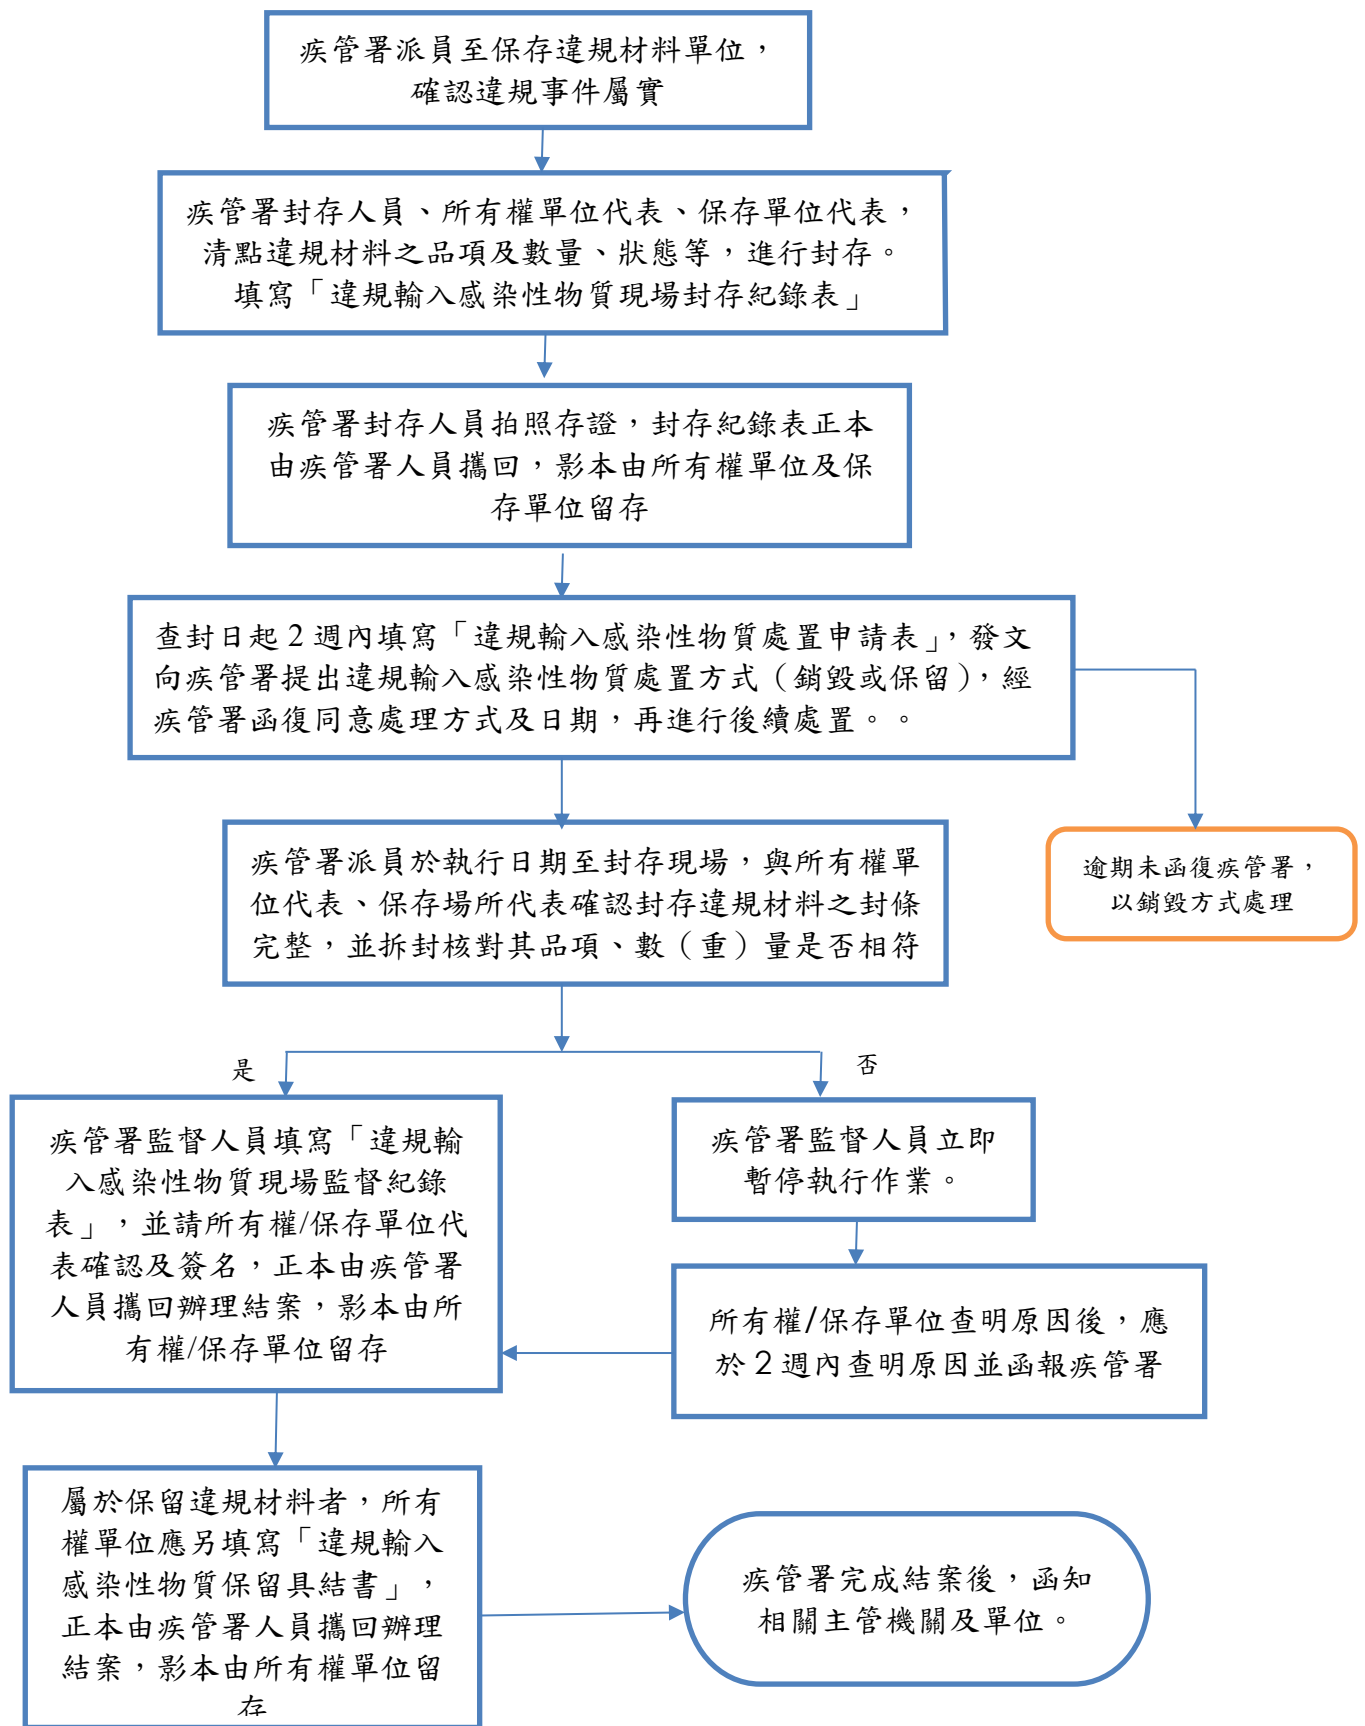 疾管署派員至保存違規材料單位，
確認違規事件屬實
疾管署封存人員、所有權單位代表、保存單位代表，
清點違規材料之品項及數量、狀態等，進行封存。
填寫「違規輸入感染性物質現場封存紀錄表」
疾管署封存人員拍照存證，封存紀錄表正本
由疾管署人員攜回，影本由所有權單位及保
存單位留存
查封日起 2 週內填寫「違規輸入感染性物質處置申請表」，發文
向疾管署提出違規輸入感染性物質處置方式（銷毀或保留），經
疾管署函復同意處理方式及日期，再進行後續處置。。
逾期未函復疾管署，
以銷毀方式處理
疾管署派員於執行日期至封存現場，與所有權單
位代表、保存場所代表確認封存違規材料之封條
完整，並拆封核對其品項、數（重）量是否相符
是
否
疾管署監督人員填寫「違規輸
入感染性物質現場監督紀錄
表」，並請所有權/保存單位代
表確認及簽名，正本由疾管署
人員攜回辦理結案，影本由所
有權/保存單位留存
疾管署監督人員立即
暫停執行作業。
所有權/保存單位查明原因後，應
於 2 週內查明原因並函報疾管署
屬於保留違規材料者，所有
權單位應另填寫「違規輸入
感染性物質保留具結書」，
正本由疾管署人員攜回辦理
結案，影本由所有權單位留
存
疾管署完成結案後，函知
相關主管機關及單位。